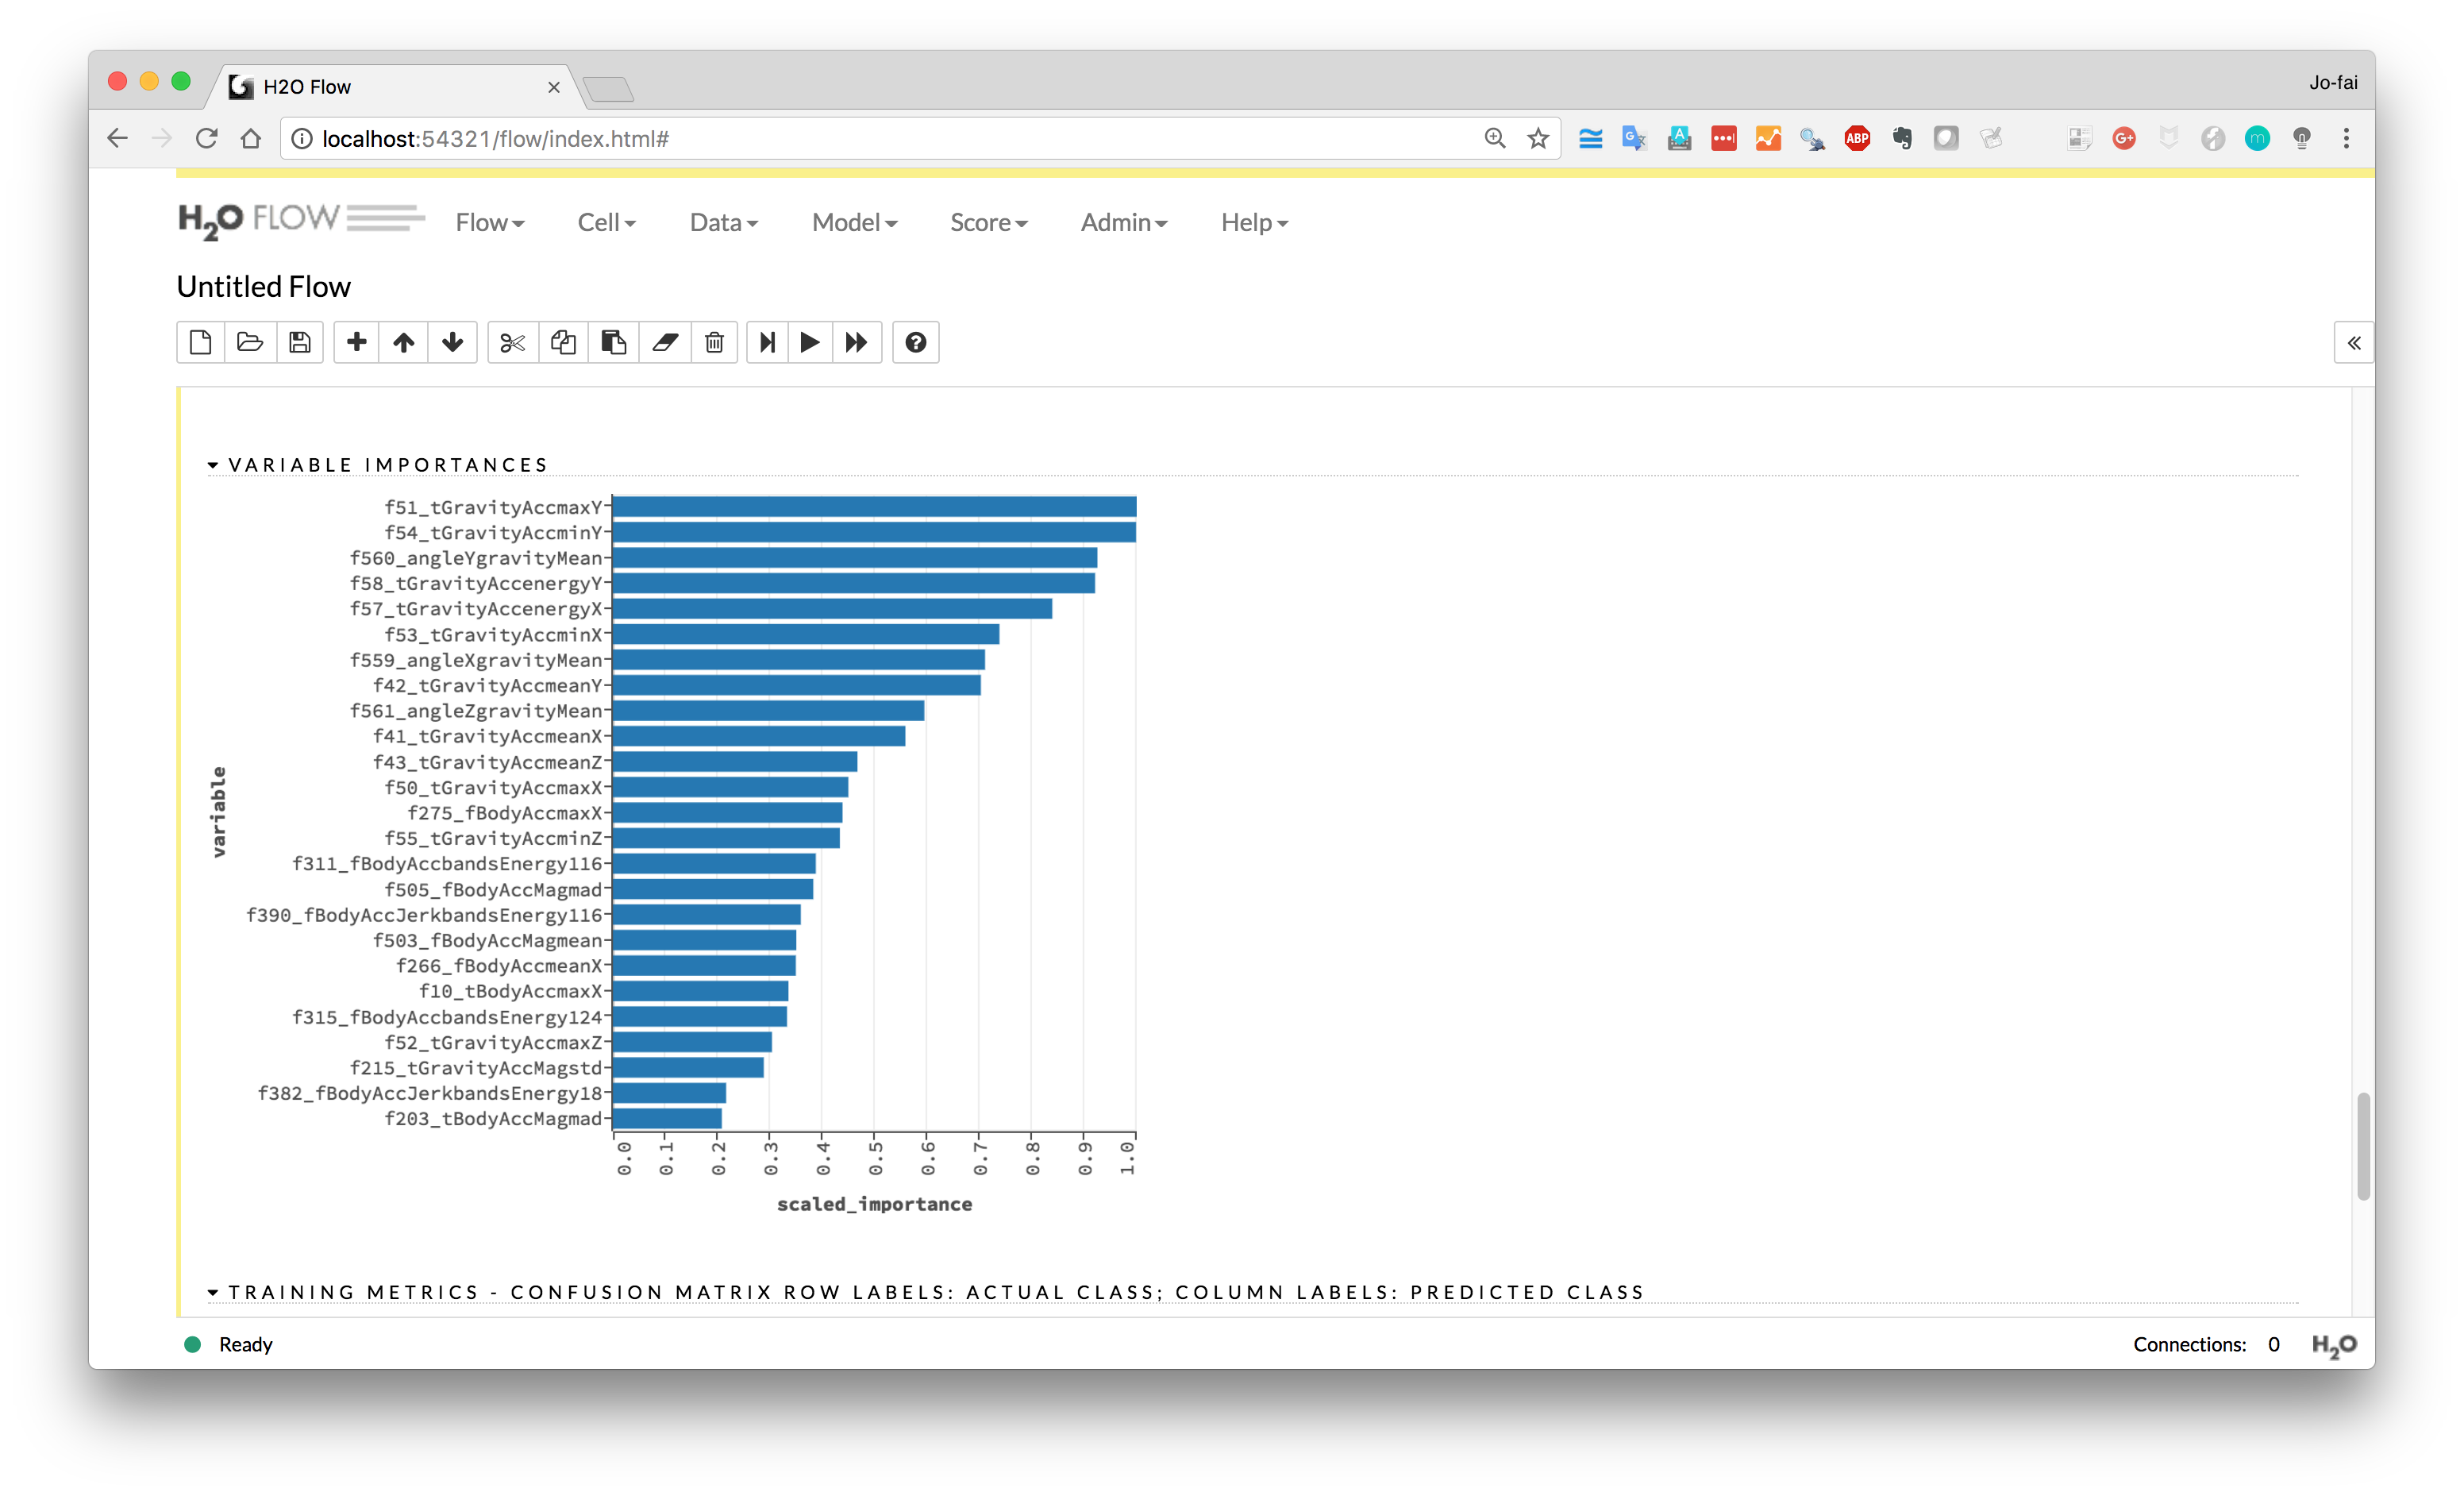 H2O Flow
Jo-fai
localhost:54321/flow/index.html#
ABP
H2O FLOW
Flow
Cell
Data
Model
Score
Admin
Help
Untitled Flow
VARIABLE IMPORTANCES
f51_tGravityAccmaxY
f54_tGravityAccminY
f560_angleYgravityMean
f58_tGravityAccenergyY
f57_tGravityAccenergyX
f53_tGravityAccminX
f559_angleXgravityMean
f42_tGravityAccmeanY
f561_angleZgravityMean
f41_tGravityAccmeanX
f43_tGravityAccmeanZ
f50_tGravityAccmaxX
f275_fBodyAccmaxX
f55_tGravityAccminZ
f311_fBodyAccbandsEnergy116
f505_fBodyAccMagmad
f390_fBodyAccJerkbandsEnergy116
f503_fBodyAccMagmean
f266_fBodyAccmeanX
f10_tBodyAccmaxX
f315_fBodyAccbandsEnergy124
f52_tGravityAccmaxZ
f215_tGravityAccMagstd
f382_fBodyAccJerkbandsEnergy18
f203_tBodyAccMagmad
variable
0.0 0.1 0.2 0.3 0.4 0.5 0.6 0.7 0.8 0.9 1.0
scaled_importance
TRAINING METRICS - CONFUSION MATRIX ROW LABELS: ACTUAL CLASS; COLUMN LABELS: PREDICTED CLASS
Ready
Connections: 0 H2O